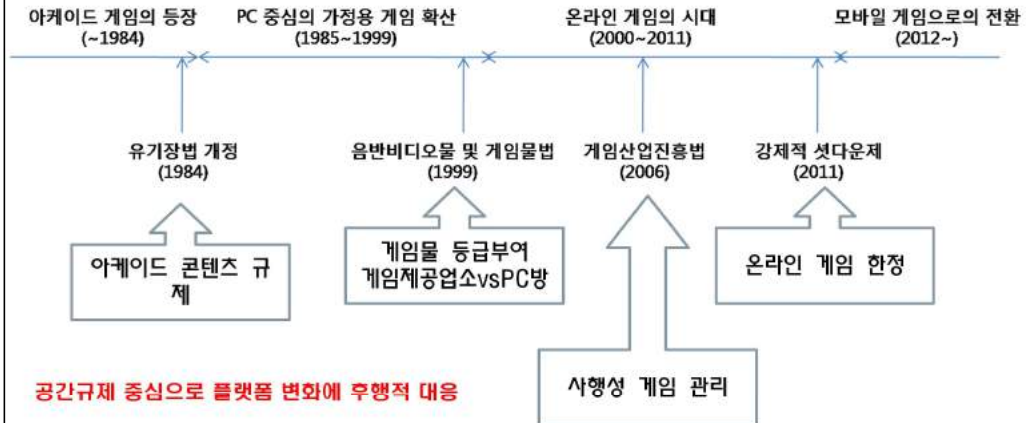 아케이드 게임의 등장
(~1984)
PC 중심의 가정용 게임 확산
(1985~1999)
온라인 게임의 시대
(2000~2011)
모바일 게임으로의 전환
(2012~)
유기장법 개정
(1984)
음반비디오물 및 게임물법
(1999)
게임산업진흥법
(2006)
강제적 셧다운제
(2011)
아케이드 콘텐츠 규
제
게임물 등급부여
게임제공업소vsPC방
온라인 게임 한정
사행성 게임 관리
공간규제 중심으로 플랫폼 변화에 후행적 대응